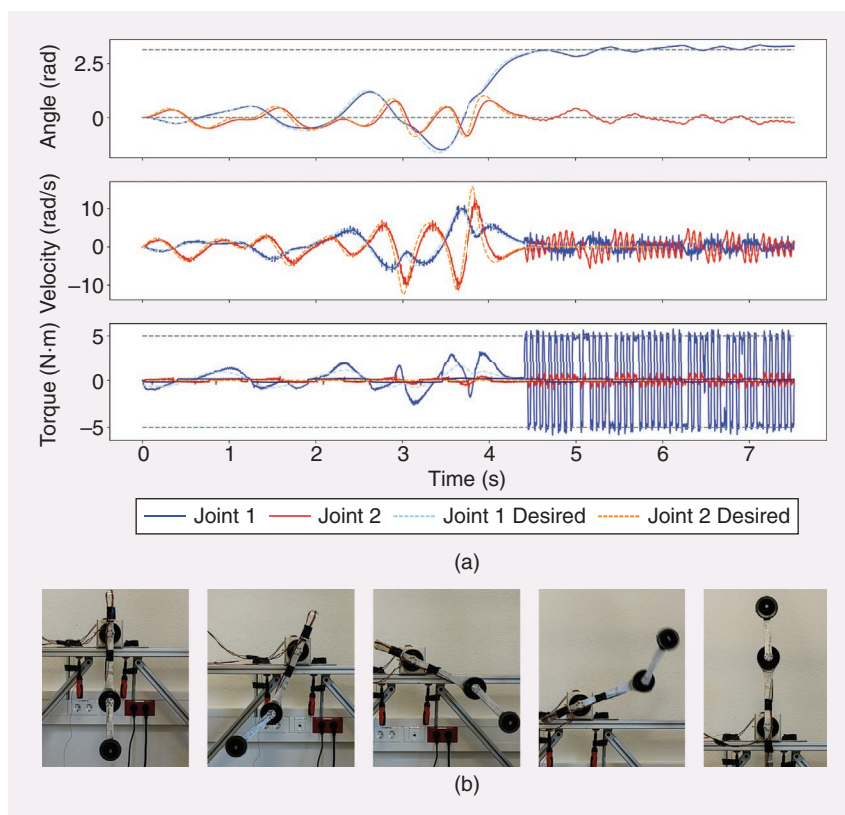 Angle (rad)
2.5
0
Velocity (rad/s)
10
0
−10
Torque (N·m)
5
0
−5
0 1 2 3 4 5 6 7
Time (s)
Joint 1 Joint 2 Joint 1 Desired Joint 2 Desired
(a)
(b)